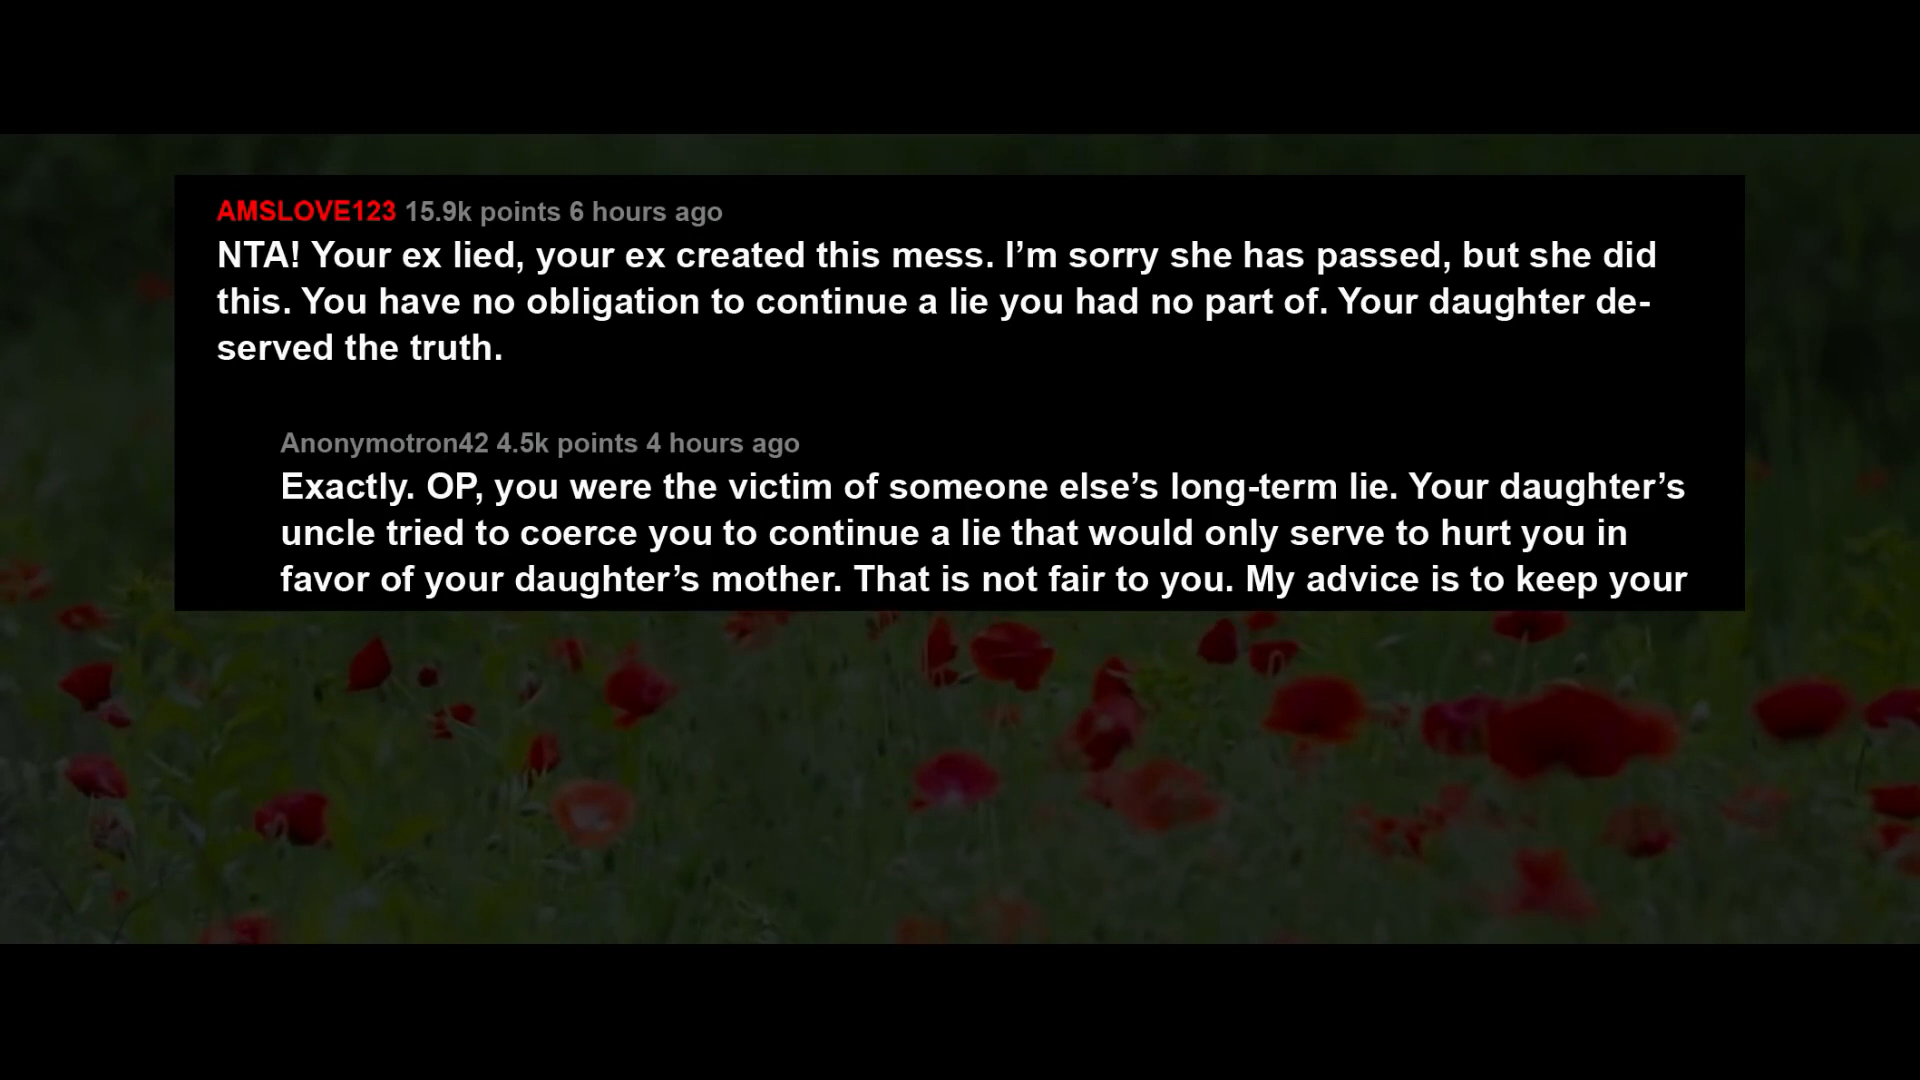 AMSLOVE123 15.9k points 6 hours ago
NTA! Your ex lied, your ex created this mess. I’m sorry she has passed, but she did
this. You have no obligation to continue a lie you had no part of. Your daughter de-
served the truth.
Anonymotron42 4.5k points 4 hours ago
Exactly. OP, you were the victim of someone else’s long-term lie. Your daughter’s
uncle tried to coerce you to continue a lie that would only serve to hurt you in
favor of your daughter’s mother. That is not fair to you. My advice is to keep your